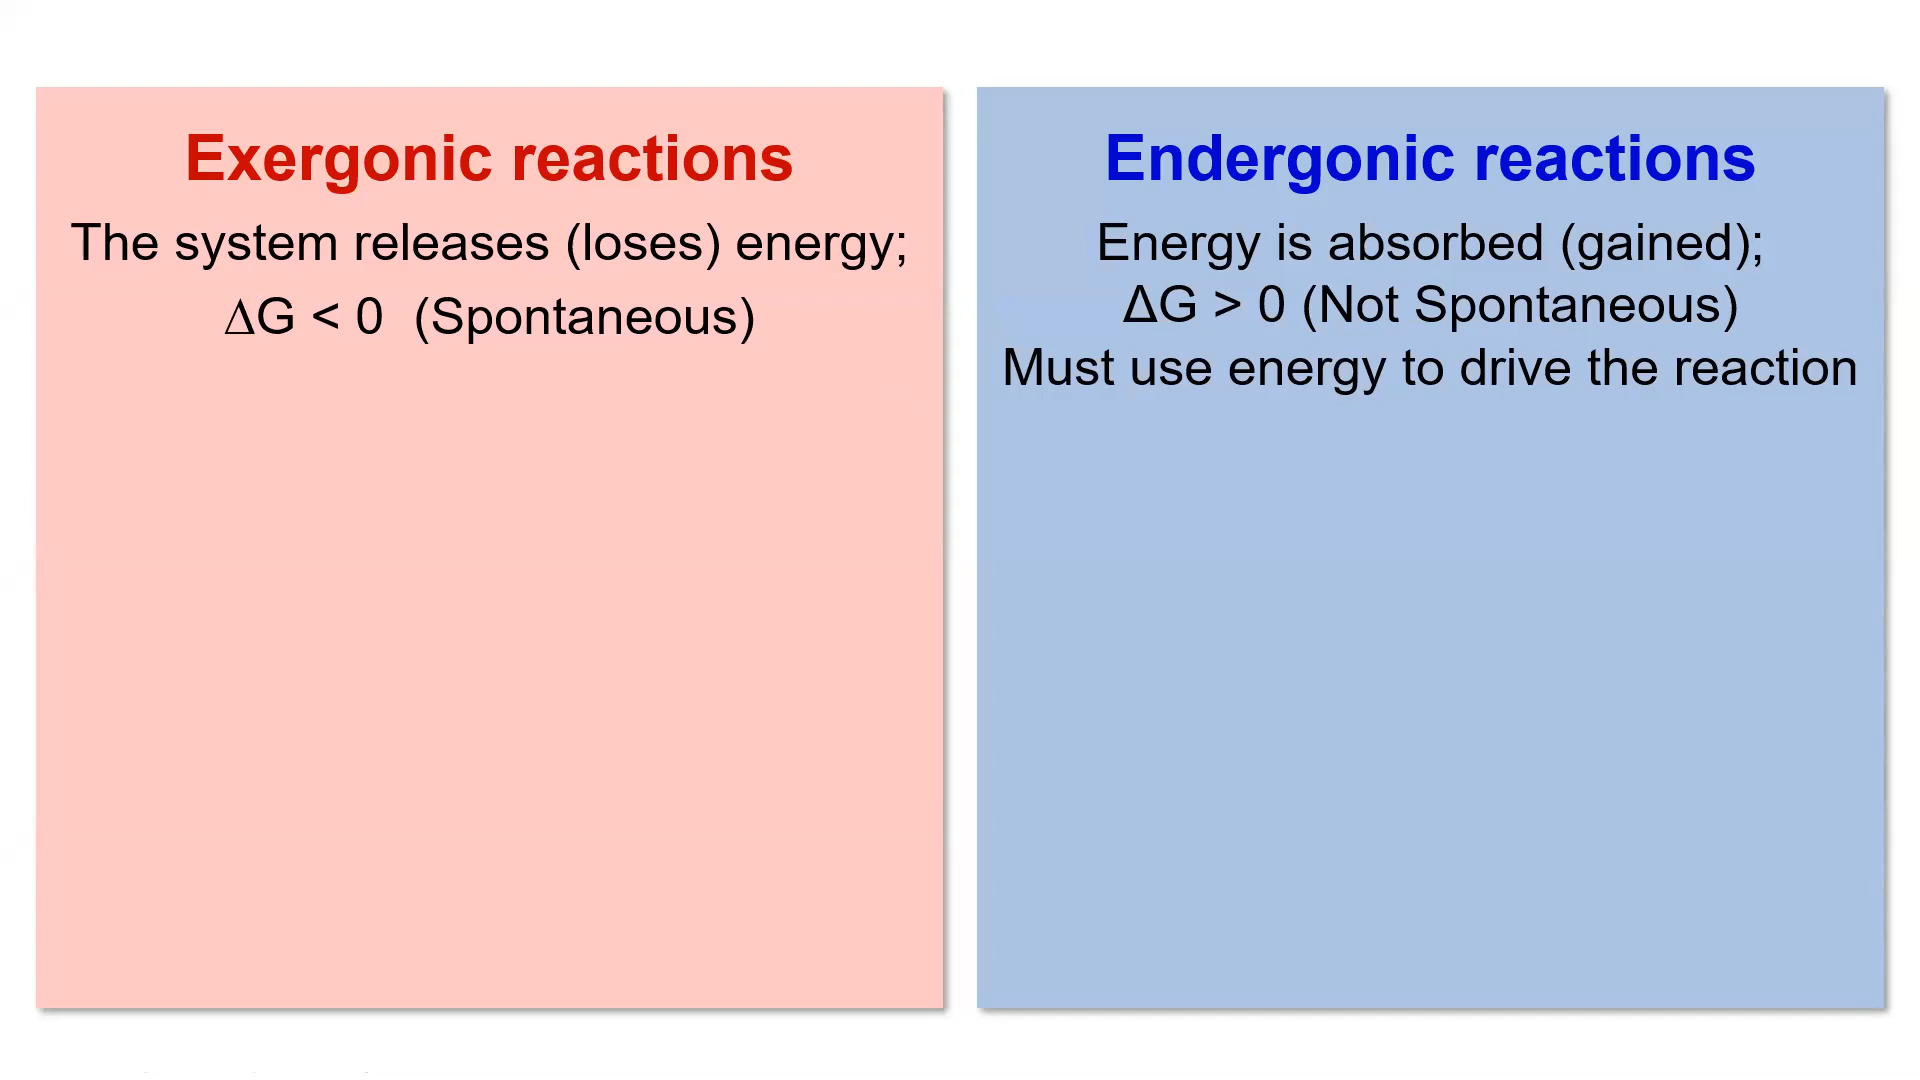 Exergonic reactions
The system releases (loses) energy;
ΔG < 0  (Spontaneous)
Endergonic reactions
Energy is absorbed (gained);
ΔG > 0 (Not Spontaneous)
Must use energy to drive the reaction